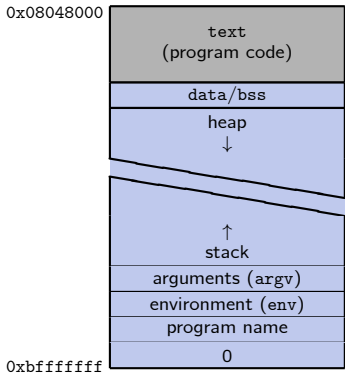 0x08048000
text
(program code)
data/bss
heap
↓
↑
stack
arguments (argv)
environment (env)
program name
0
0xbfffffff